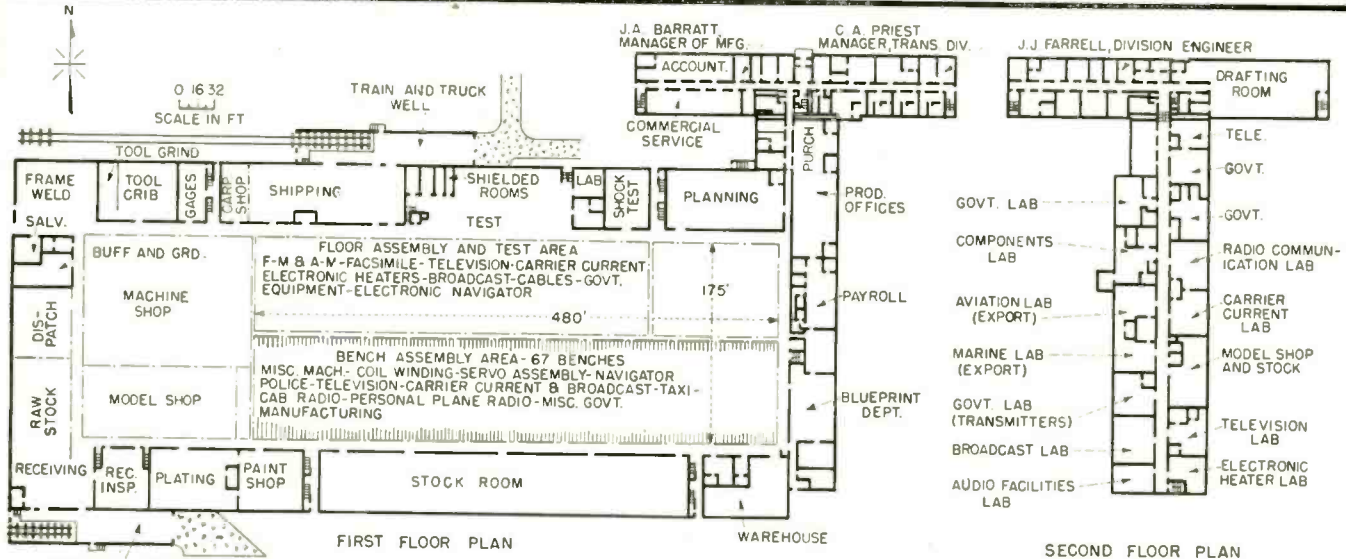 N
0 16 32
SCALE IN FT
TRAIN AND TRUCK
WELL
J.A. BARRATT,
MANAGER OF MFG.
C. A. PRIEST
MANAGER, TRANS. DIV.
ACCOUNT.
COMMERCIAL
SERVICE
PURCH
TOOL GRIND
FRAME
WELD
TOOL
CRIB
GAGES
CARP
SHOP
SHIPPING
SHIELDED
ROOMS
TEST
LAB
SHOCK
TEST
PLANNING
PROD.
OFFICES
SALV.
BUFF AND GRD.
MACHINE
SHOP
FLOOR ASSEMBLY AND TEST AREA
F-M & A-M-FACSIMILE-TELEVISION-CARRIER CURRENT
ELECTRONIC HEATERS-BROADCAST-CABLES-GOVT.
EQUIPMENT-ELECTRONIC NAVIGATOR
175'
480'
PAYROLL
DIS-
PATCH
BENCH ASSEMBLY AREA - 67 BENCHES
MISC. MACH.- COIL WINDING-SERVO ASSEMBLY-NAVIGATOR
POLICE-TELEVISION-CARRIER CURRENT & BROADCAST-TAXI-
CAB RADIO-PERSONAL PLANE RADIO-MISC. GOVT.
MANUFACTURING
RAW
STOCK
MODEL SHOP
BLUEPRINT
DEPT.
RECEIVING
REC.
INSP.
PLATING
PAINT
SHOP
STOCK ROOM
WAREHOUSE
FIRST FLOOR PLAN
J.J. FARRELL, DIVISION ENGINEER
DRAFTING
ROOM
TELE.
GOVT.
GOVT.
RADIO COMMUN-
ICATION LAB
CARRIER
CURRENT LAB
MODEL SHOP
AND STOCK
TELEVISION
LAB
ELECTRONIC
HEATER LAB
GOVT. LAB
COMPONENTS
LAB
AVIATION LAB
(EXPORT)
MARINE LAB
(EXPORT)
GOVT. LAB
(TRANSMITTERS)
BROADCAST LAB
AUDIO FACILITIES
LAB
SECOND FLOOR PLAN